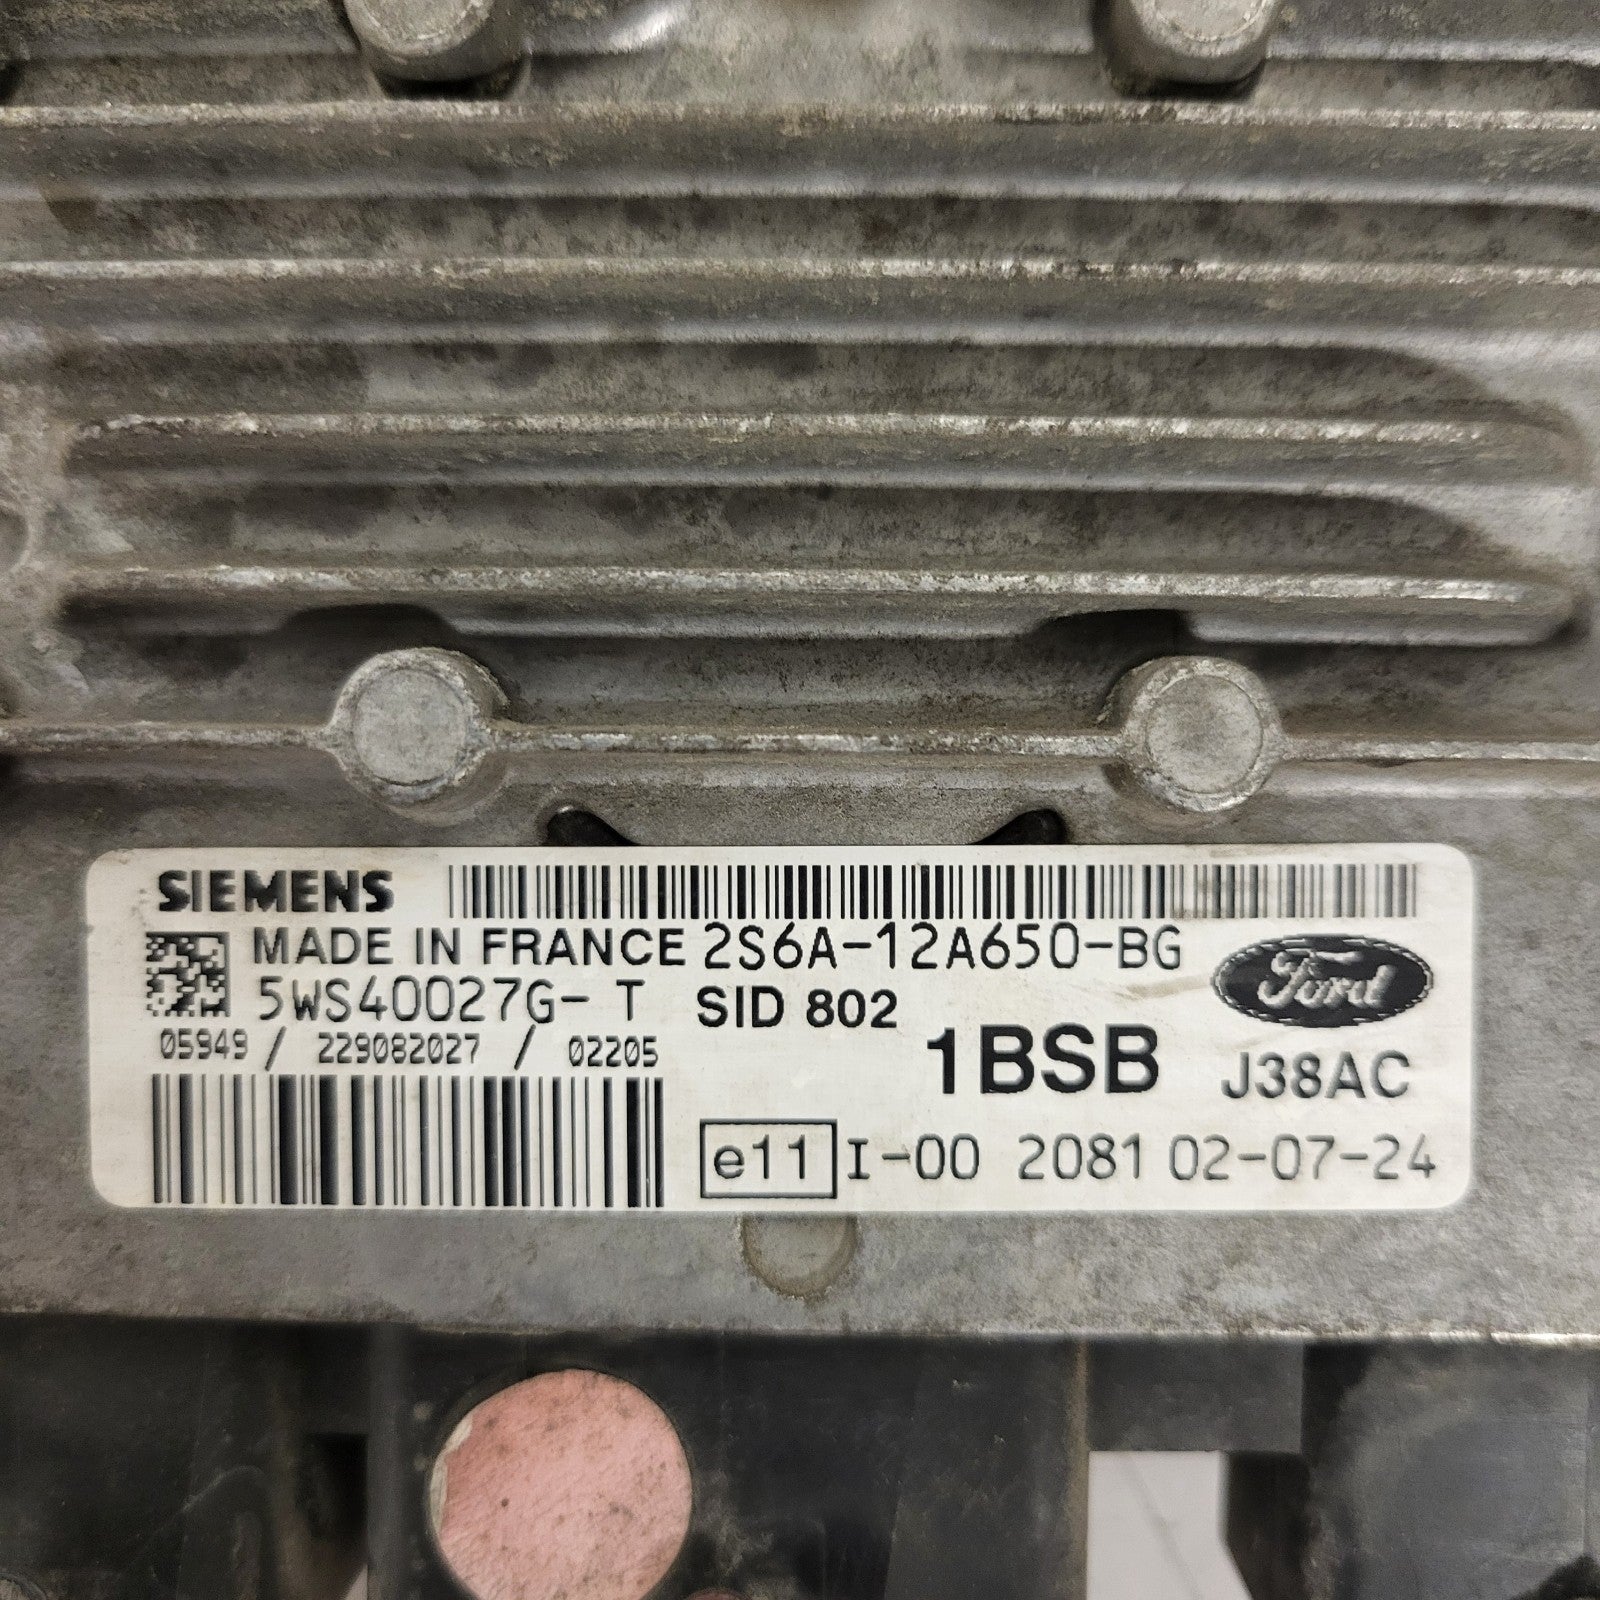 SIEMENS
MADE IN FRANCE 2S6A-12A650-BG
Ford
5WS40027G- T SID 802
05949 / 229082027 / 02205
1BSB J38AC
e11 I-00 2081 02-07-24